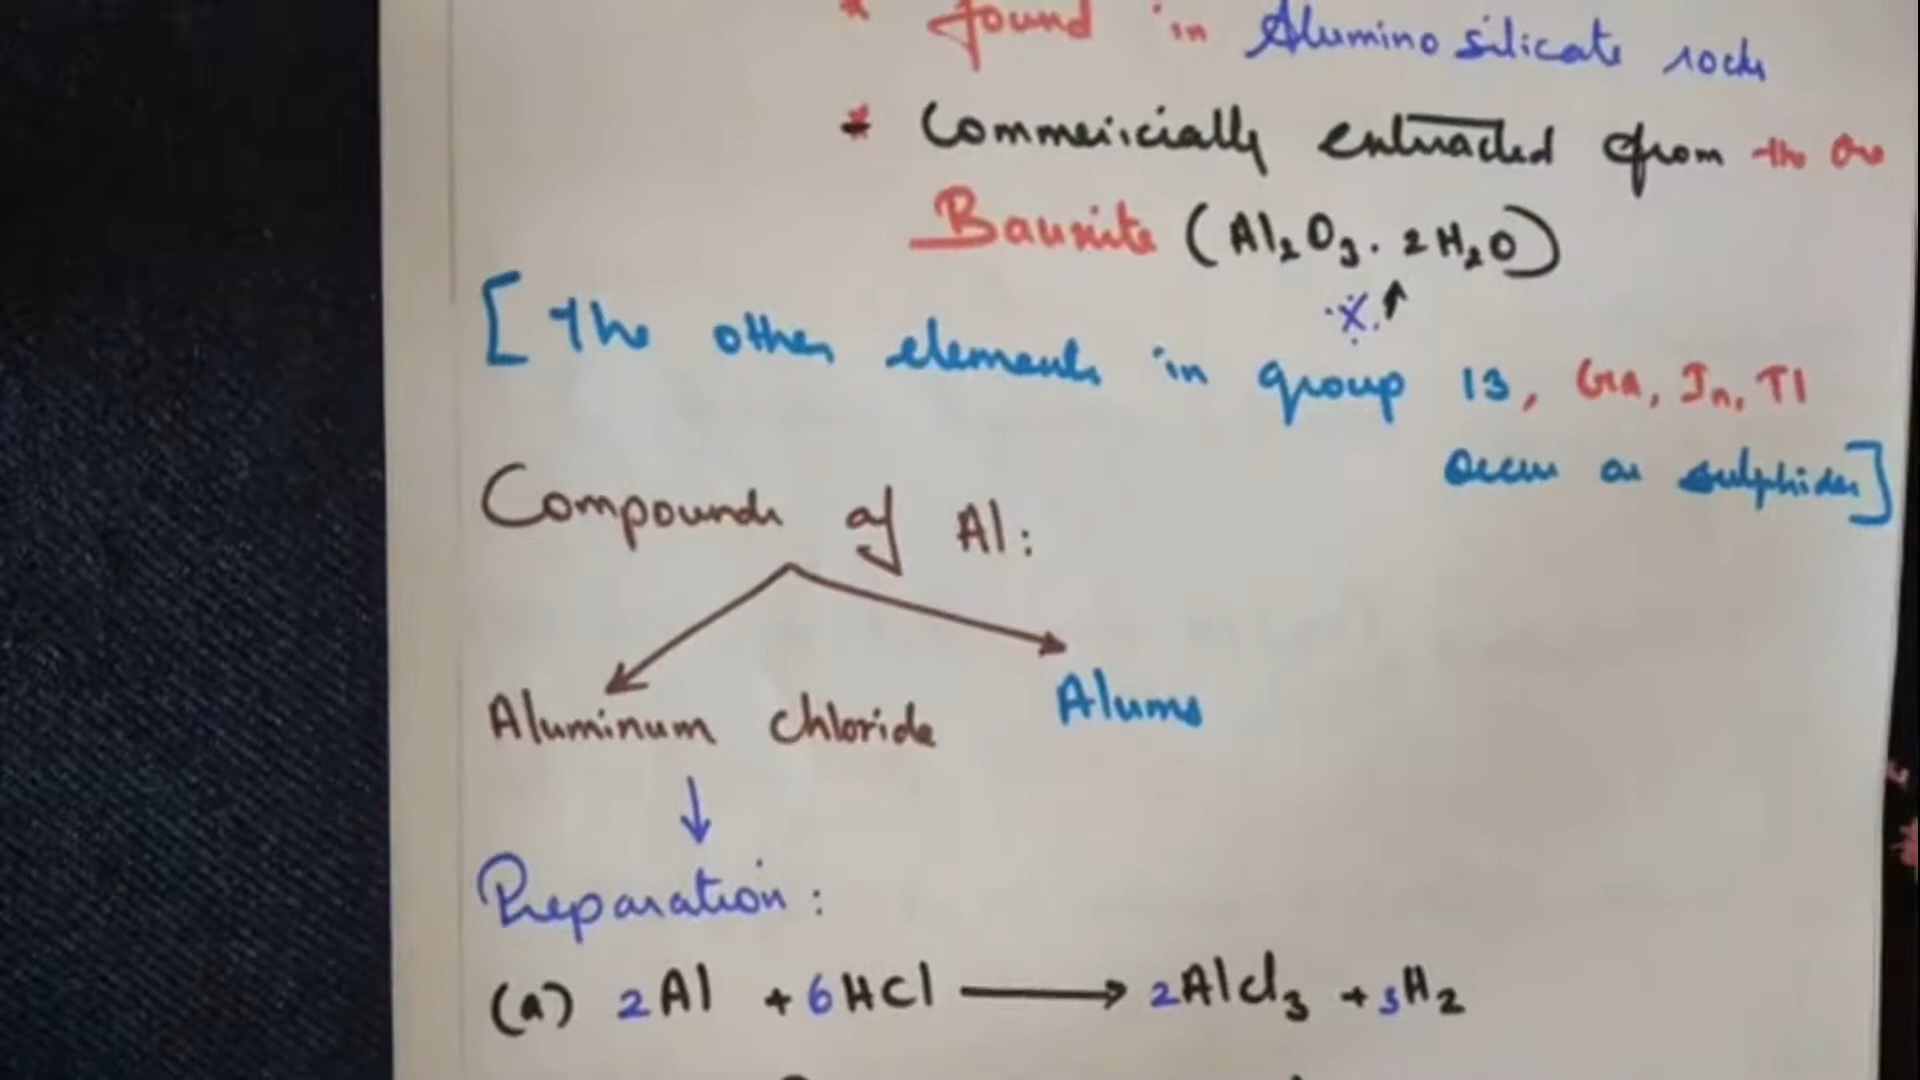 * found in Alumino silicate rocks
* Commercially extracted from the Ore
Bauxite (Al₂O₃. 2H₂O)
x
[The other elements in group 13, Ga, In, Tl
occur as sulphides]
Compounds of Al:
Aluminum chloride
Alums
Preparation:
(a) 2Al + 6HCl → 2AlCl₃ + 3H₂